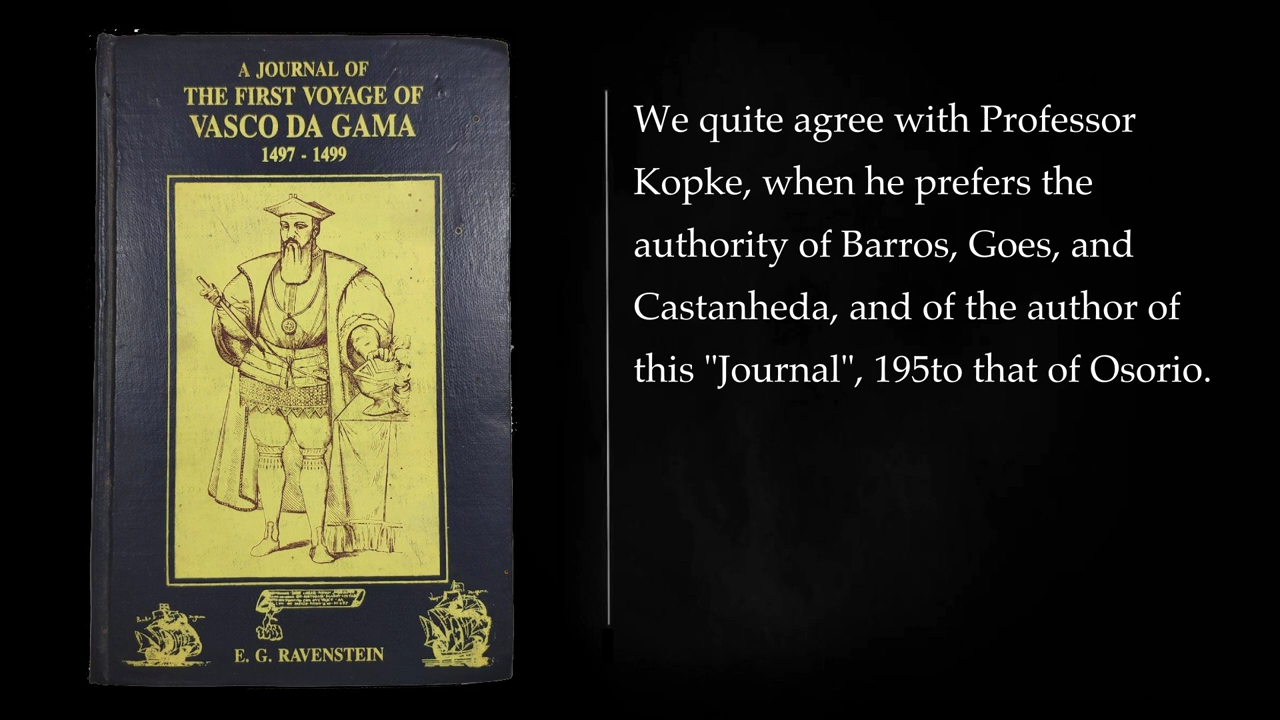 A JOURNAL OF
THE FIRST VOYAGE OF
VASCO DA GAMA
1497 - 1499
E. G. RAVENSTEIN
We quite agree with Professor
Kopke, when he prefers the
authority of Barros, Goes, and
Castanheda, and of the author of
this "Journal", 195to that of Osorio.